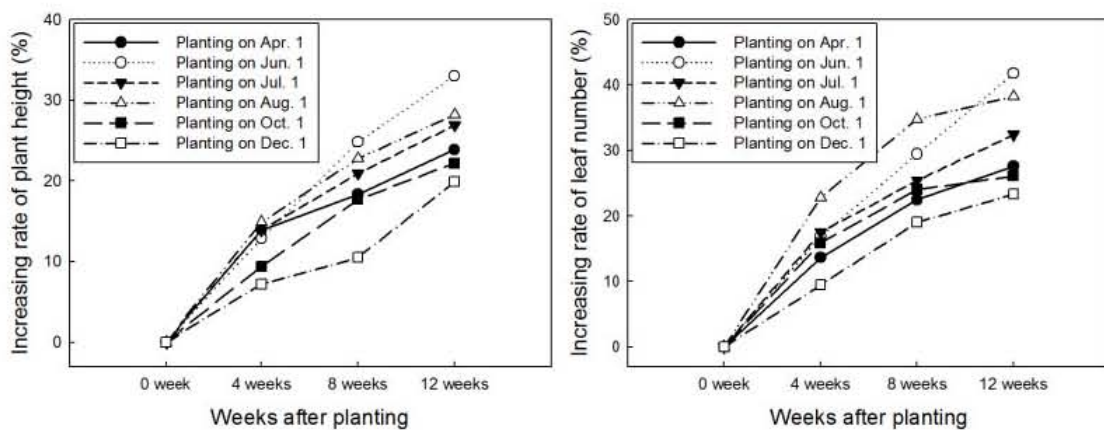 Increasing rate of plant height (%)
40
30
20
10
0
Planting on Apr. 1
Planting on Jun. 1
Planting on Jul. 1
Planting on Aug. 1
Planting on Oct. 1
Planting on Dec. 1
0 week 4 weeks 8 weeks 12 weeks
Weeks after planting
Increasing rate of leaf number (%)
50
40
30
20
10
0
Planting on Apr. 1
Planting on Jun. 1
Planting on Jul. 1
Planting on Aug. 1
Planting on Oct. 1
Planting on Dec. 1
0 week 4 weeks 8 weeks 12 weeks
Weeks after planting